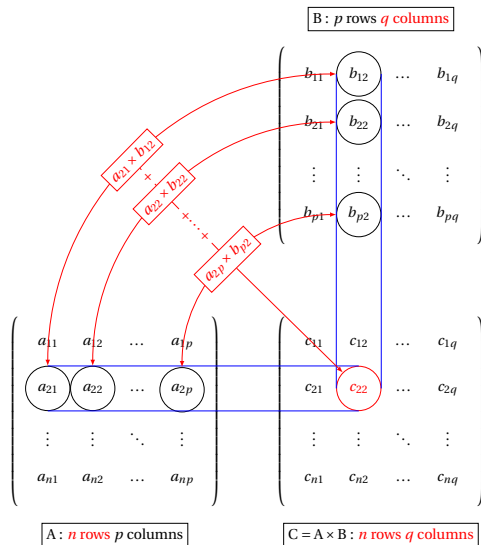 B : p rows q columns
b₁₁ b₁₂ … b₁q
b₂₁ b₂₂ … b₂q
⋮ ⋮ ⋱ ⋮
bₚ₁ bₚ₂ … bₚq
a₂₁ × b₁₂
+
a₂₂ × b₂₂
+ … +
a₂ₚ × bₚ₂
a₁₁ a₁₂ … a₁ₚ
a₂₁ a₂₂ … a₂ₚ
⋮ ⋮ ⋱ ⋮
aₙ₁ aₙ₂ … aₙₚ
c₁₁ c₁₂ … c₁q
c₂₁ c₂₂ … c₂q
⋮ ⋮ ⋱ ⋮
cₙ₁ cₙ₂ … cₙq
A : n rows p columns
C = A × B : n rows q columns